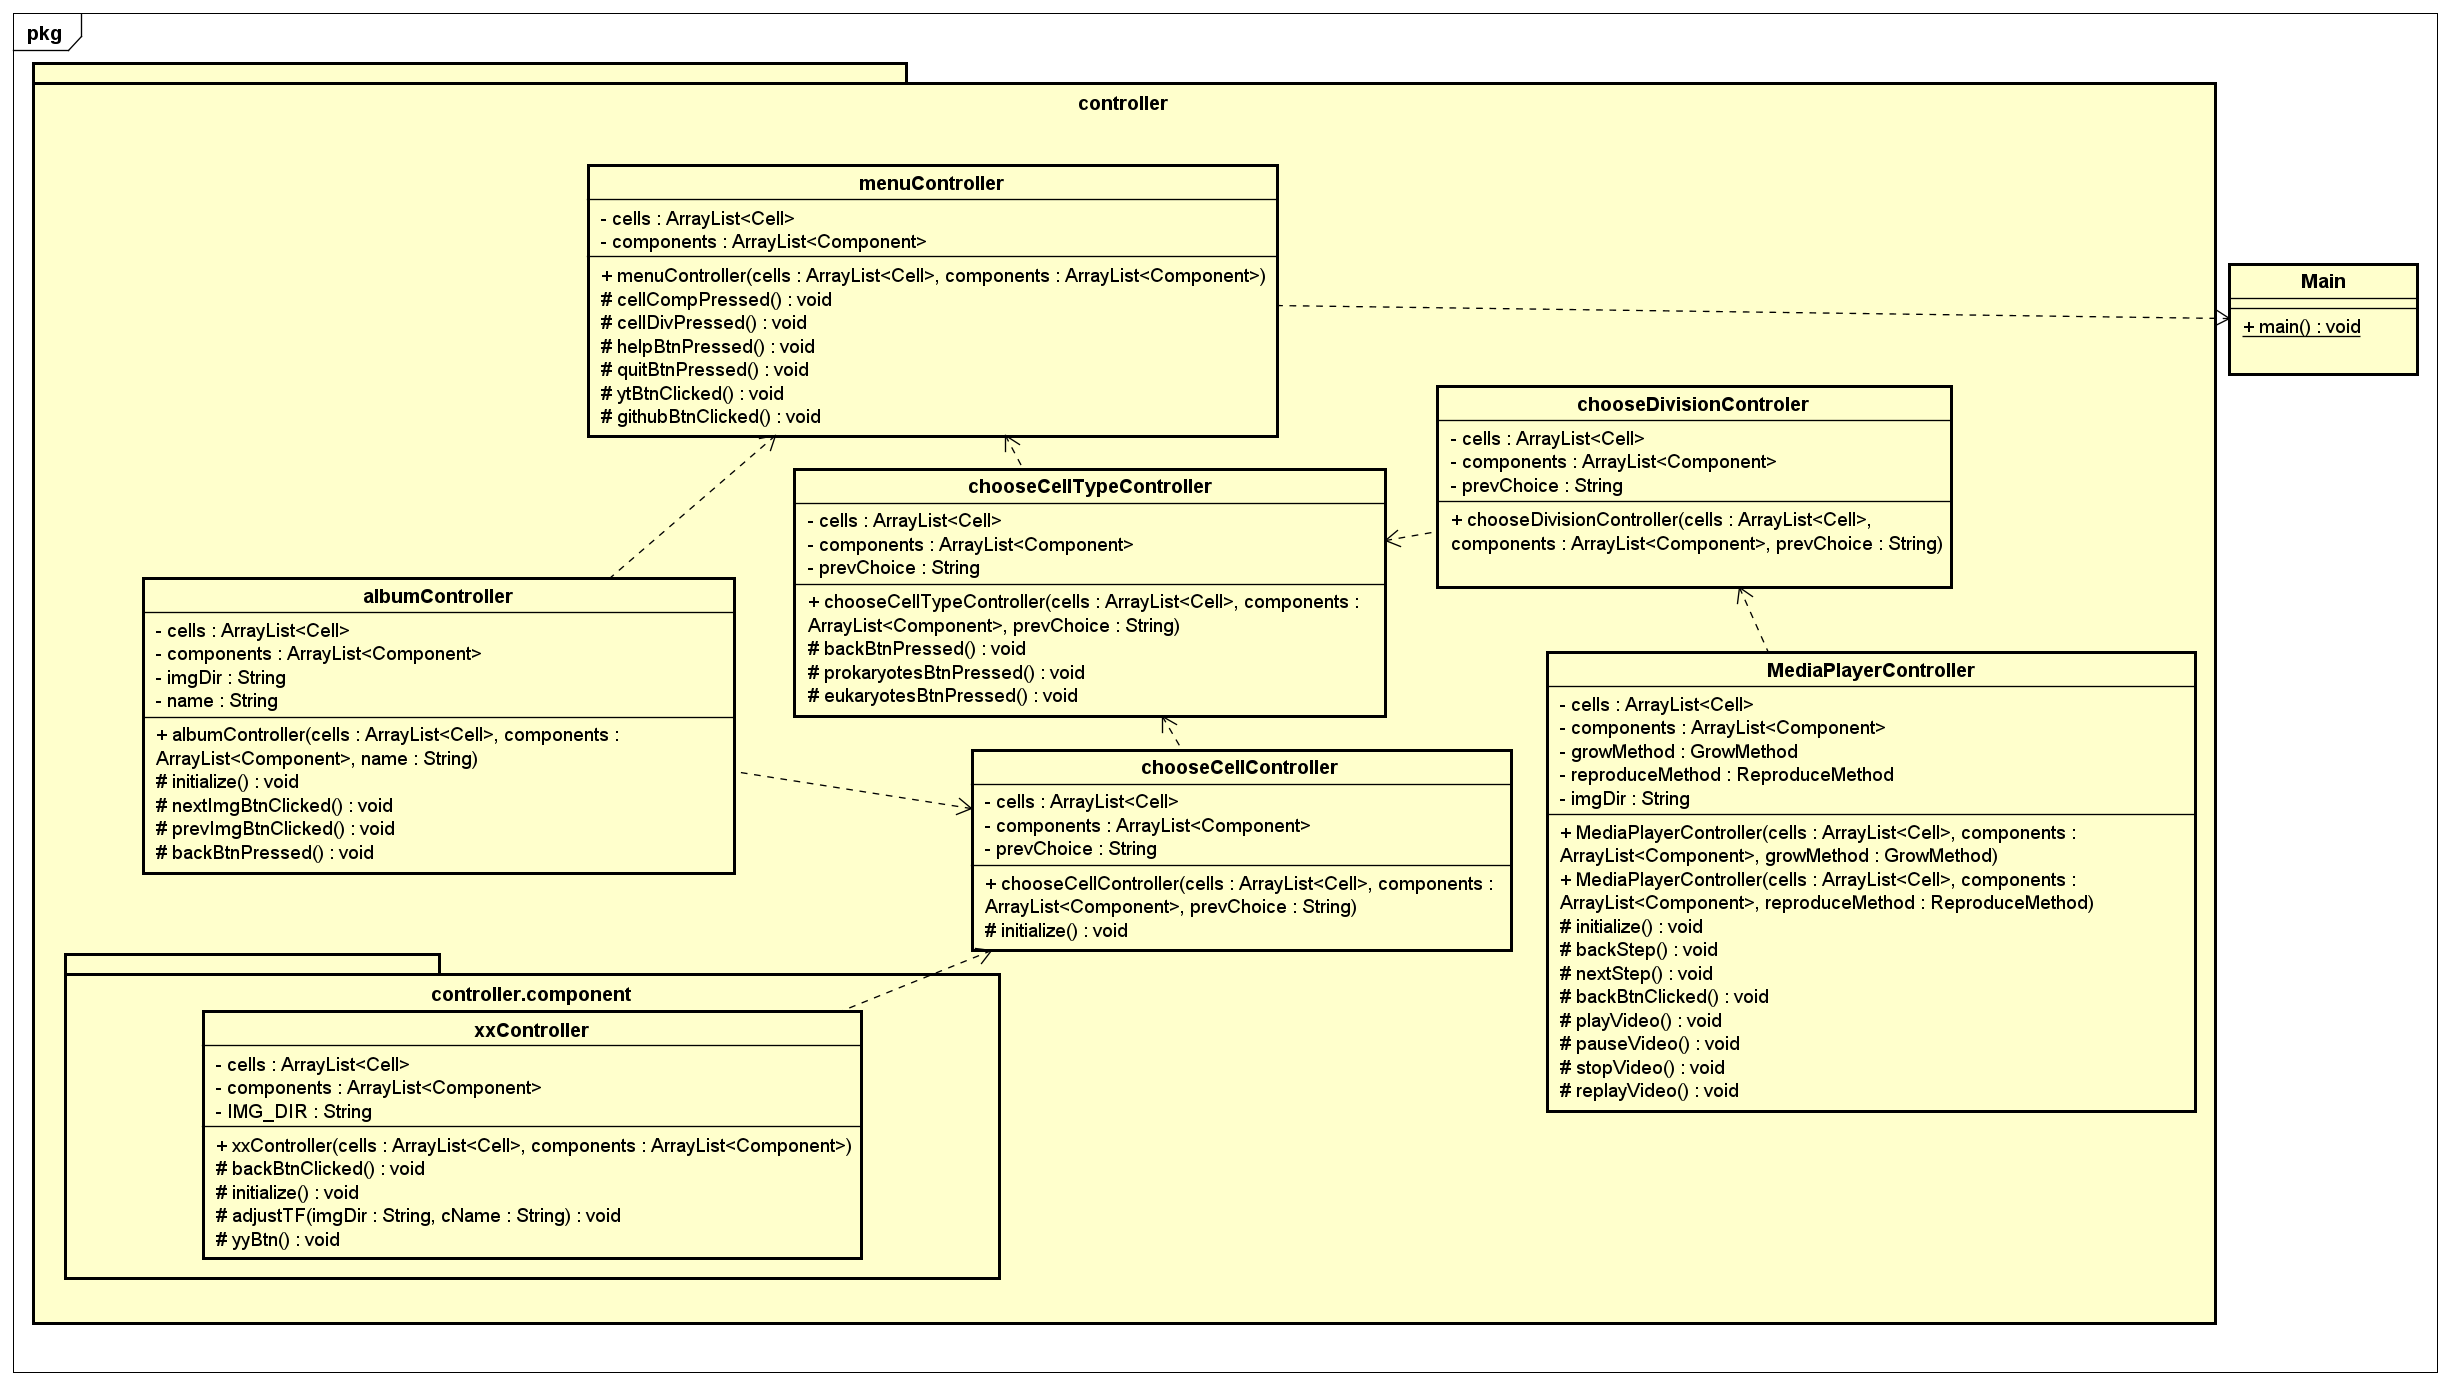 pkg
controller
menuController
- cells : ArrayList<Cell>
- components : ArrayList<Component>
+ menuController(cells : ArrayList<Cell>, components : ArrayList<Component>)
# cellCompPressed() : void
# cellDivPressed() : void
# helpBtnPressed() : void
# quitBtnPressed() : void
# ytBtnClicked() : void
# githubBtnClicked() : void
Main
+ main() : void
chooseDivisionControler
- cells : ArrayList<Cell>
- components : ArrayList<Component>
- prevChoice : String
+ chooseDivisionController(cells : ArrayList<Cell>,
components : ArrayList<Component>, prevChoice : String)
chooseCellTypeController
- cells : ArrayList<Cell>
- components : ArrayList<Component>
- prevChoice : String
+ chooseCellTypeController(cells : ArrayList<Cell>, components :
ArrayList<Component>, prevChoice : String)
# backBtnPressed() : void
# prokaryotesBtnPressed() : void
# eukaryotesBtnPressed() : void
albumController
- cells : ArrayList<Cell>
- components : ArrayList<Component>
- imgDir : String
- name : String
+ albumController(cells : ArrayList<Cell>, components :
ArrayList<Component>, name : String)
# initialize() : void
# nextImgBtnClicked() : void
# prevImgBtnClicked() : void
# backBtnPressed() : void
MediaPlayerController
- cells : ArrayList<Cell>
- components : ArrayList<Component>
- growMethod : GrowMethod
- reproduceMethod : ReproduceMethod
- imgDir : String
+ MediaPlayerController(cells : ArrayList<Cell>, components :
ArrayList<Component>, growMethod : GrowMethod)
+ MediaPlayerController(cells : ArrayList<Cell>, components :
ArrayList<Component>, reproduceMethod : ReproduceMethod)
# initialize() : void
# backStep() : void
# nextStep() : void
# backBtnClicked() : void
# playVideo() : void
# pauseVideo() : void
# stopVideo() : void
# replayVideo() : void
chooseCellController
- cells : ArrayList<Cell>
- components : ArrayList<Component>
- prevChoice : String
+ chooseCellController(cells : ArrayList<Cell>, components :
ArrayList<Component>, prevChoice : String)
# initialize() : void
controller.component
xxController
- cells : ArrayList<Cell>
- components : ArrayList<Component>
- IMG_DIR : String
+ xxController(cells : ArrayList<Cell>, components : ArrayList<Component>)
# backBtnClicked() : void
# initialize() : void
# adjustTF(imgDir : String, cName : String) : void
# yyBtn() : void